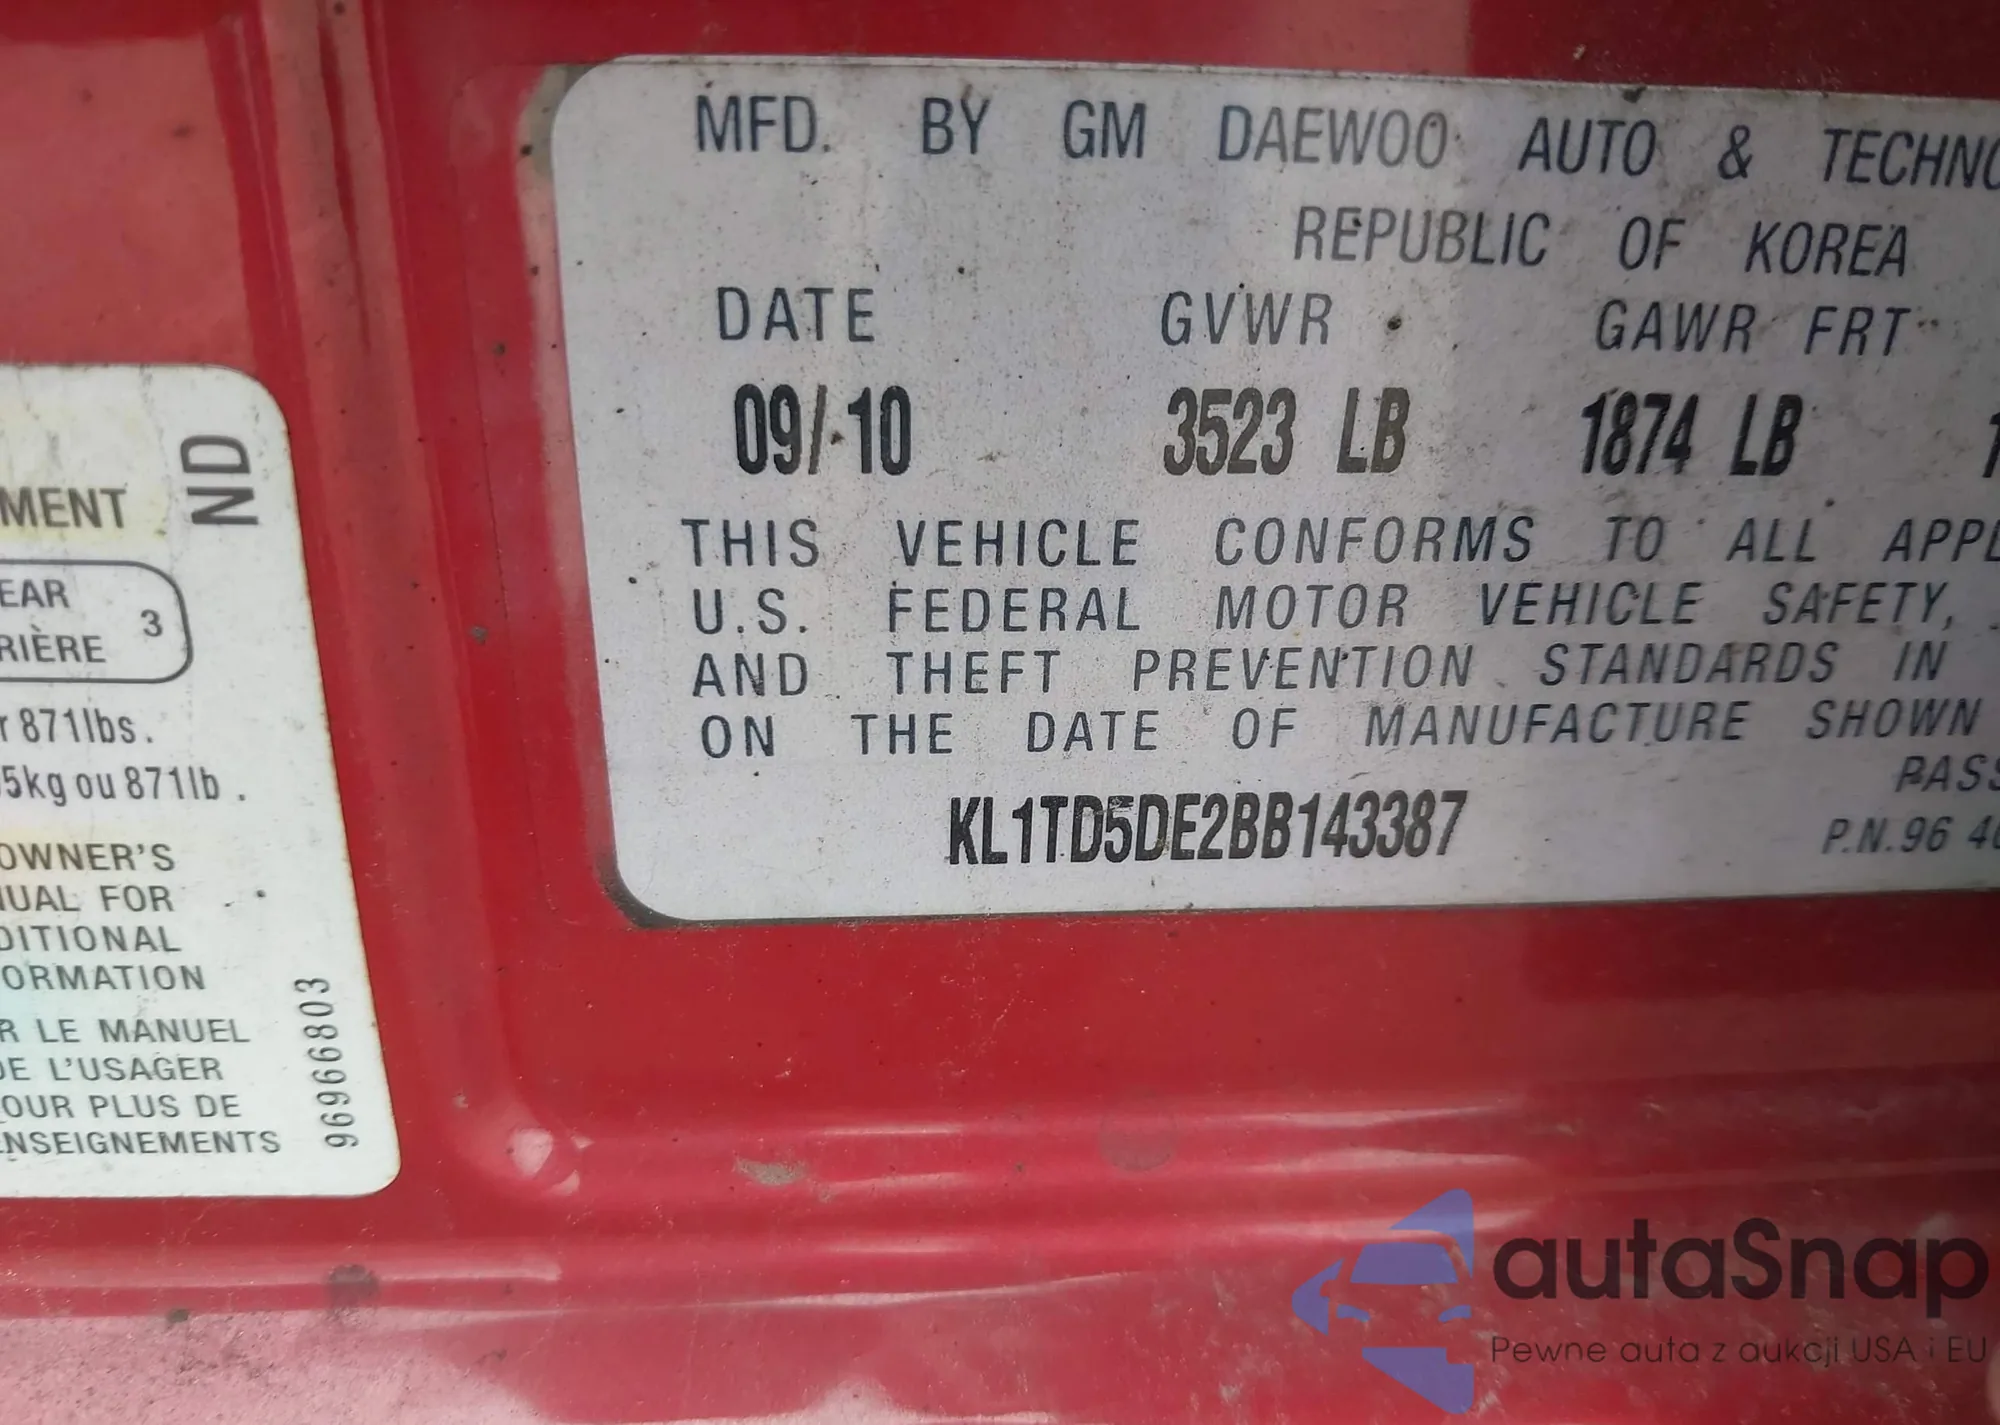 MFD. BY GM DAEWOO AUTO & TECHNO
REPUBLIC OF KOREA
DATE GVWR GAWR FRT
09/10 3523 LB 1874 LB 1
THIS VEHICLE CONFORMS TO ALL APPL
U.S. FEDERAL MOTOR VEHICLE SAFETY,
AND THEFT PREVENTION STANDARDS IN
ON THE DATE OF MANUFACTURE SHOWN
PASS
KL1TD5DE2BB143387
P.N.96 40
ND
MENT
EAR
RIÈRE 3
r 871lbs.
5kg ou 871lb.
OWNER'S
NUAL FOR
DITIONAL
ORMATION
R LE MANUEL
DE L'USAGER
OUR PLUS DE
ENSEIGNEMENTS
96966803
autaSnap
Pewne auta z aukcji USA i EU